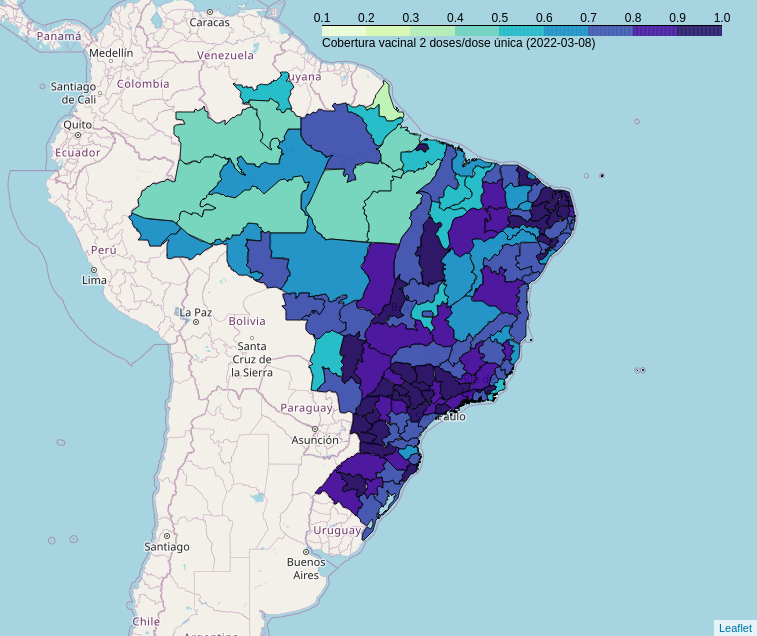 0.1 0.2 0.3 0.4 0.5 0.6 0.7 0.8 0.9 1.0
Cobertura vacinal 2 doses/dose única (2022-03-08)
Caracas
Panamá
Medellín
Venezuela
uyana
Colombia
Santiago
de Cali
Quito
Ecuador
Perú
Lima
La Paz
Bolivia
Santa
Cruz de
la Sierra
Paraguay
Paulo
Asunción
Uruguay
Santiago
Buenos
Aires
Chile
Argentina
Leaflet